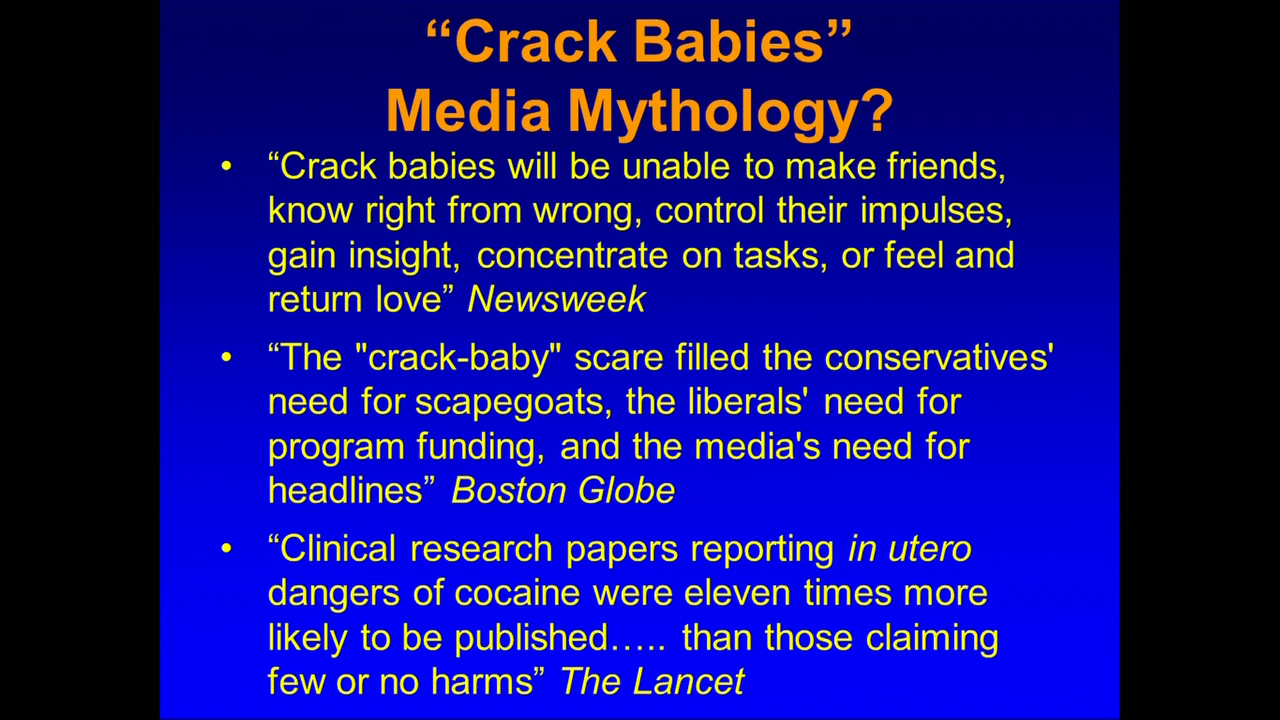 “Crack Babies”
Media Mythology?
• “Crack babies will be unable to make friends,
know right from wrong, control their impulses,
gain insight, concentrate on tasks, or feel and
return love” Newsweek
• “The "crack-baby" scare filled the conservatives'
need for scapegoats, the liberals' need for
program funding, and the media's need for
headlines” Boston Globe
• “Clinical research papers reporting in utero
dangers of cocaine were eleven times more
likely to be published….. than those claiming
few or no harms” The Lancet